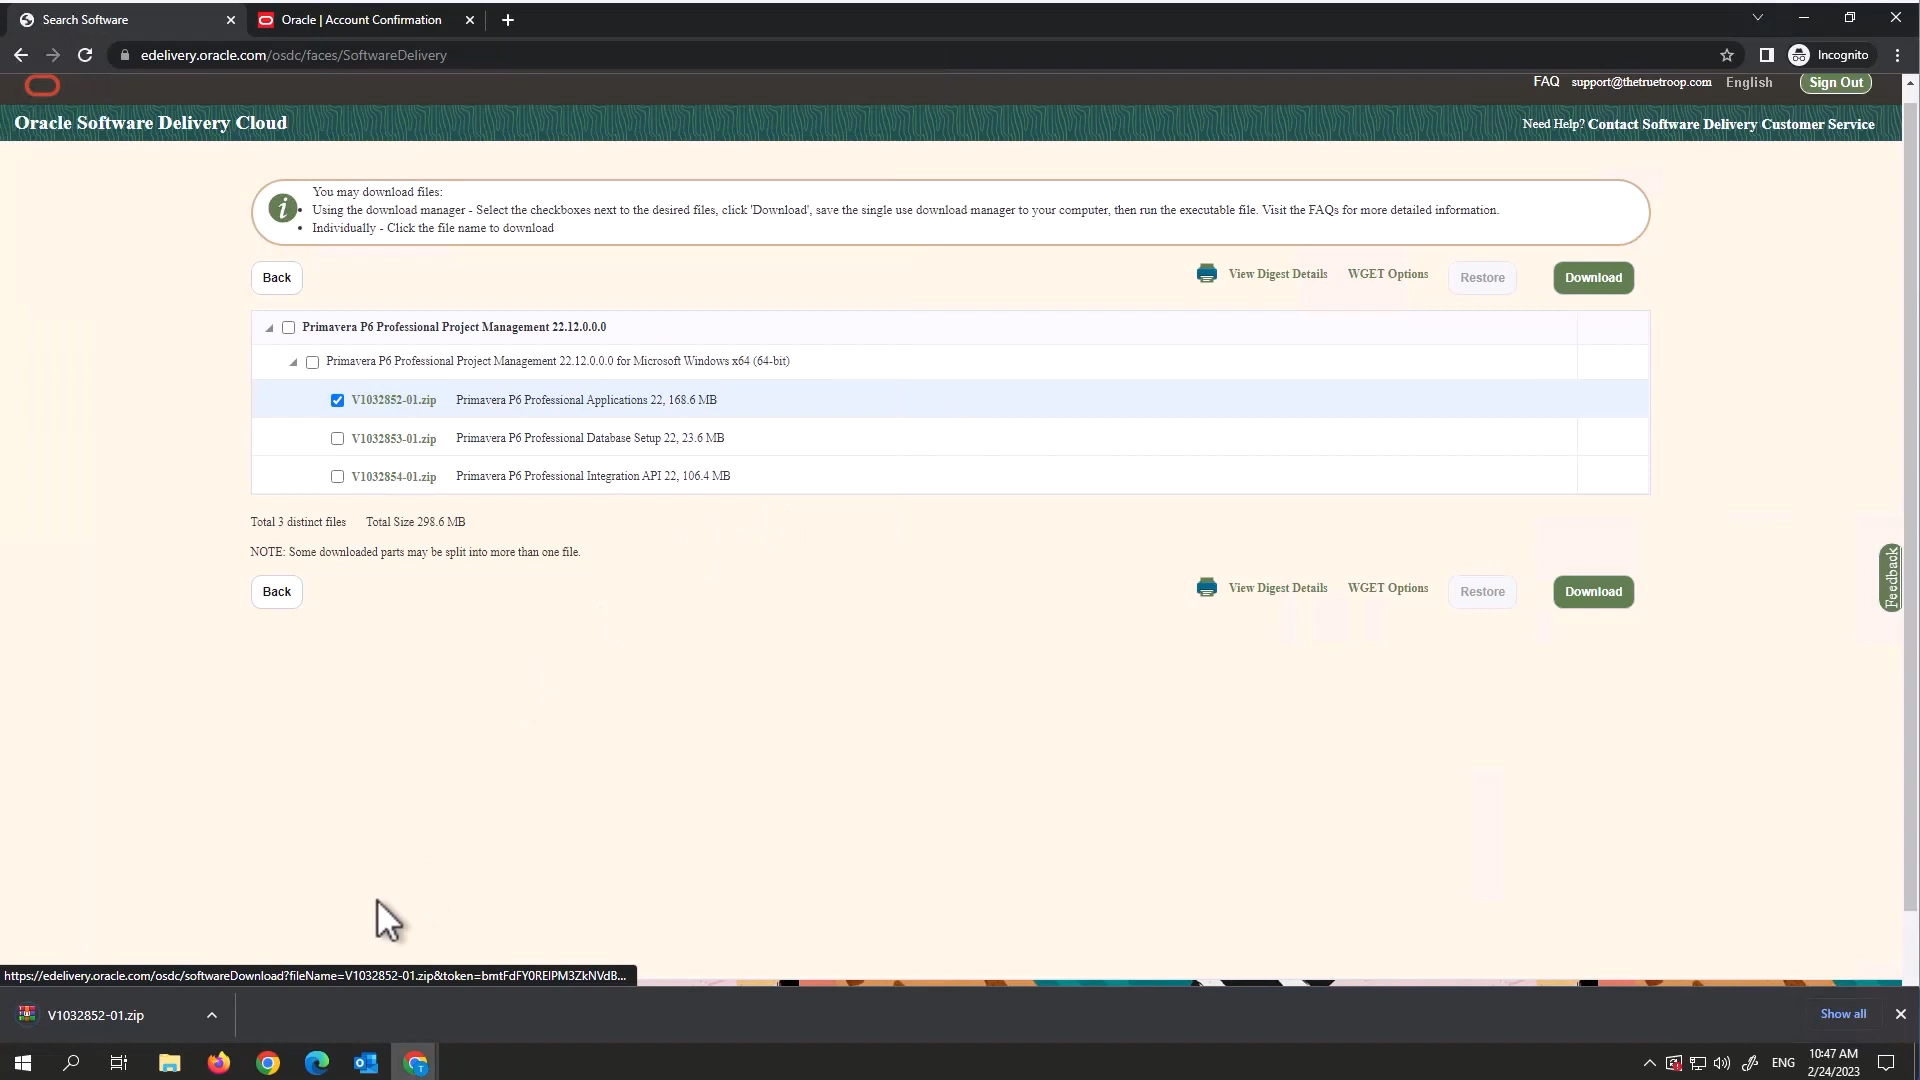 Search Software
Oracle | Account Confirmation
edelivery.oracle.com/osdc/faces/SoftwareDelivery
Incognito
FAQ support@thetruetroop.com English Sign Out
Oracle Software Delivery Cloud
Need Help? Contact Software Delivery Customer Service
You may download files:
• Using the download manager - Select the checkboxes next to the desired files, click 'Download', save the single use download manager to your computer, then run the executable file. Visit the FAQs for more detailed information.
• Individually - Click the file name to download
Back View Digest Details WGET Options Restore Download
Primavera P6 Professional Project Management 22.12.0.0.0
Primavera P6 Professional Project Management 22.12.0.0.0 for Microsoft Windows x64 (64-bit)
V1032852-01.zip Primavera P6 Professional Applications 22, 168.6 MB
V1032853-01.zip Primavera P6 Professional Database Setup 22, 23.6 MB
V1032854-01.zip Primavera P6 Professional Integration API 22, 106.4 MB
Total 3 distinct files Total Size 298.6 MB
NOTE: Some downloaded parts may be split into more than one file.
Back View Digest Details WGET Options Restore Download
Feedback
https://edelivery.oracle.com/osdc/softwareDownload?fileName=V1032852-01.zip&token=bmtFdFY0RElPM3ZkNVdB...
V1032852-01.zip
Show all
ENG
10:47 AM
2/24/2023